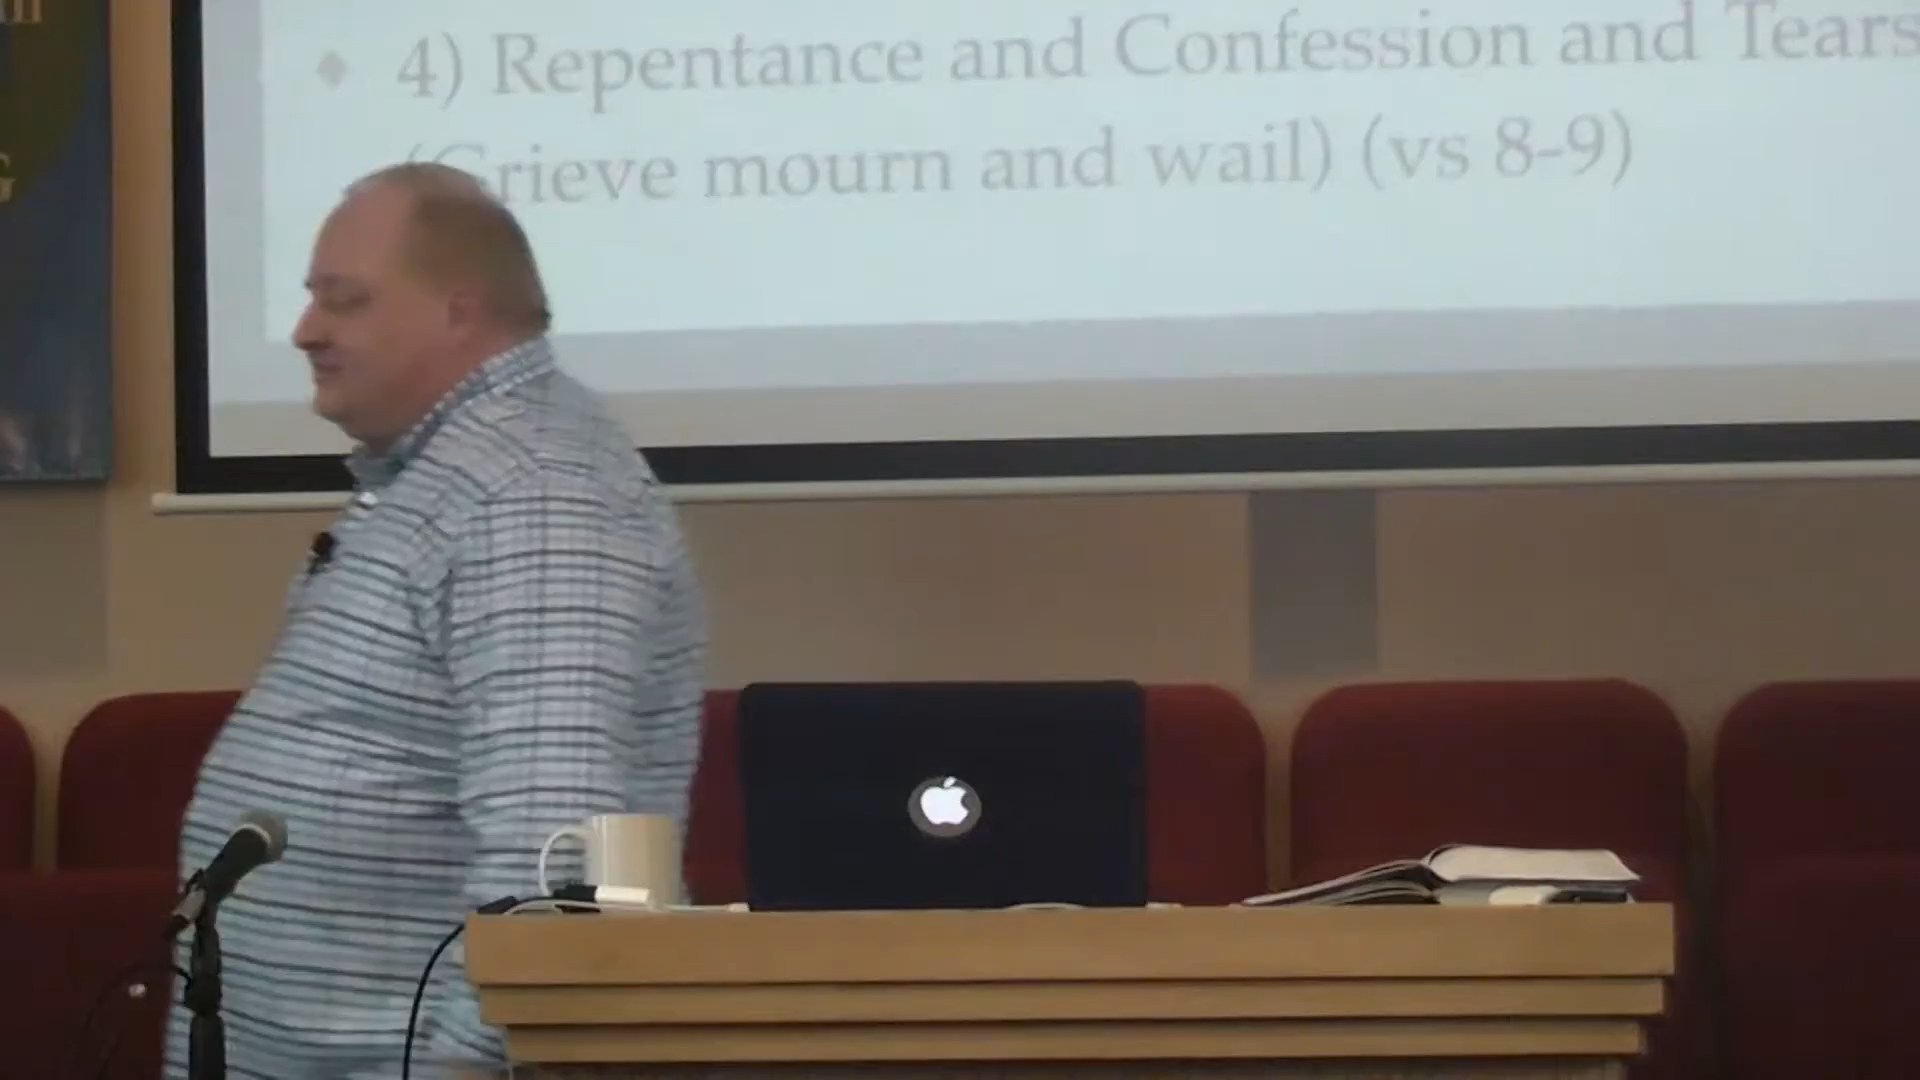 4) Repentance and Confession and Tears
(Grieve mourn and wail) (vs 8-9)
G